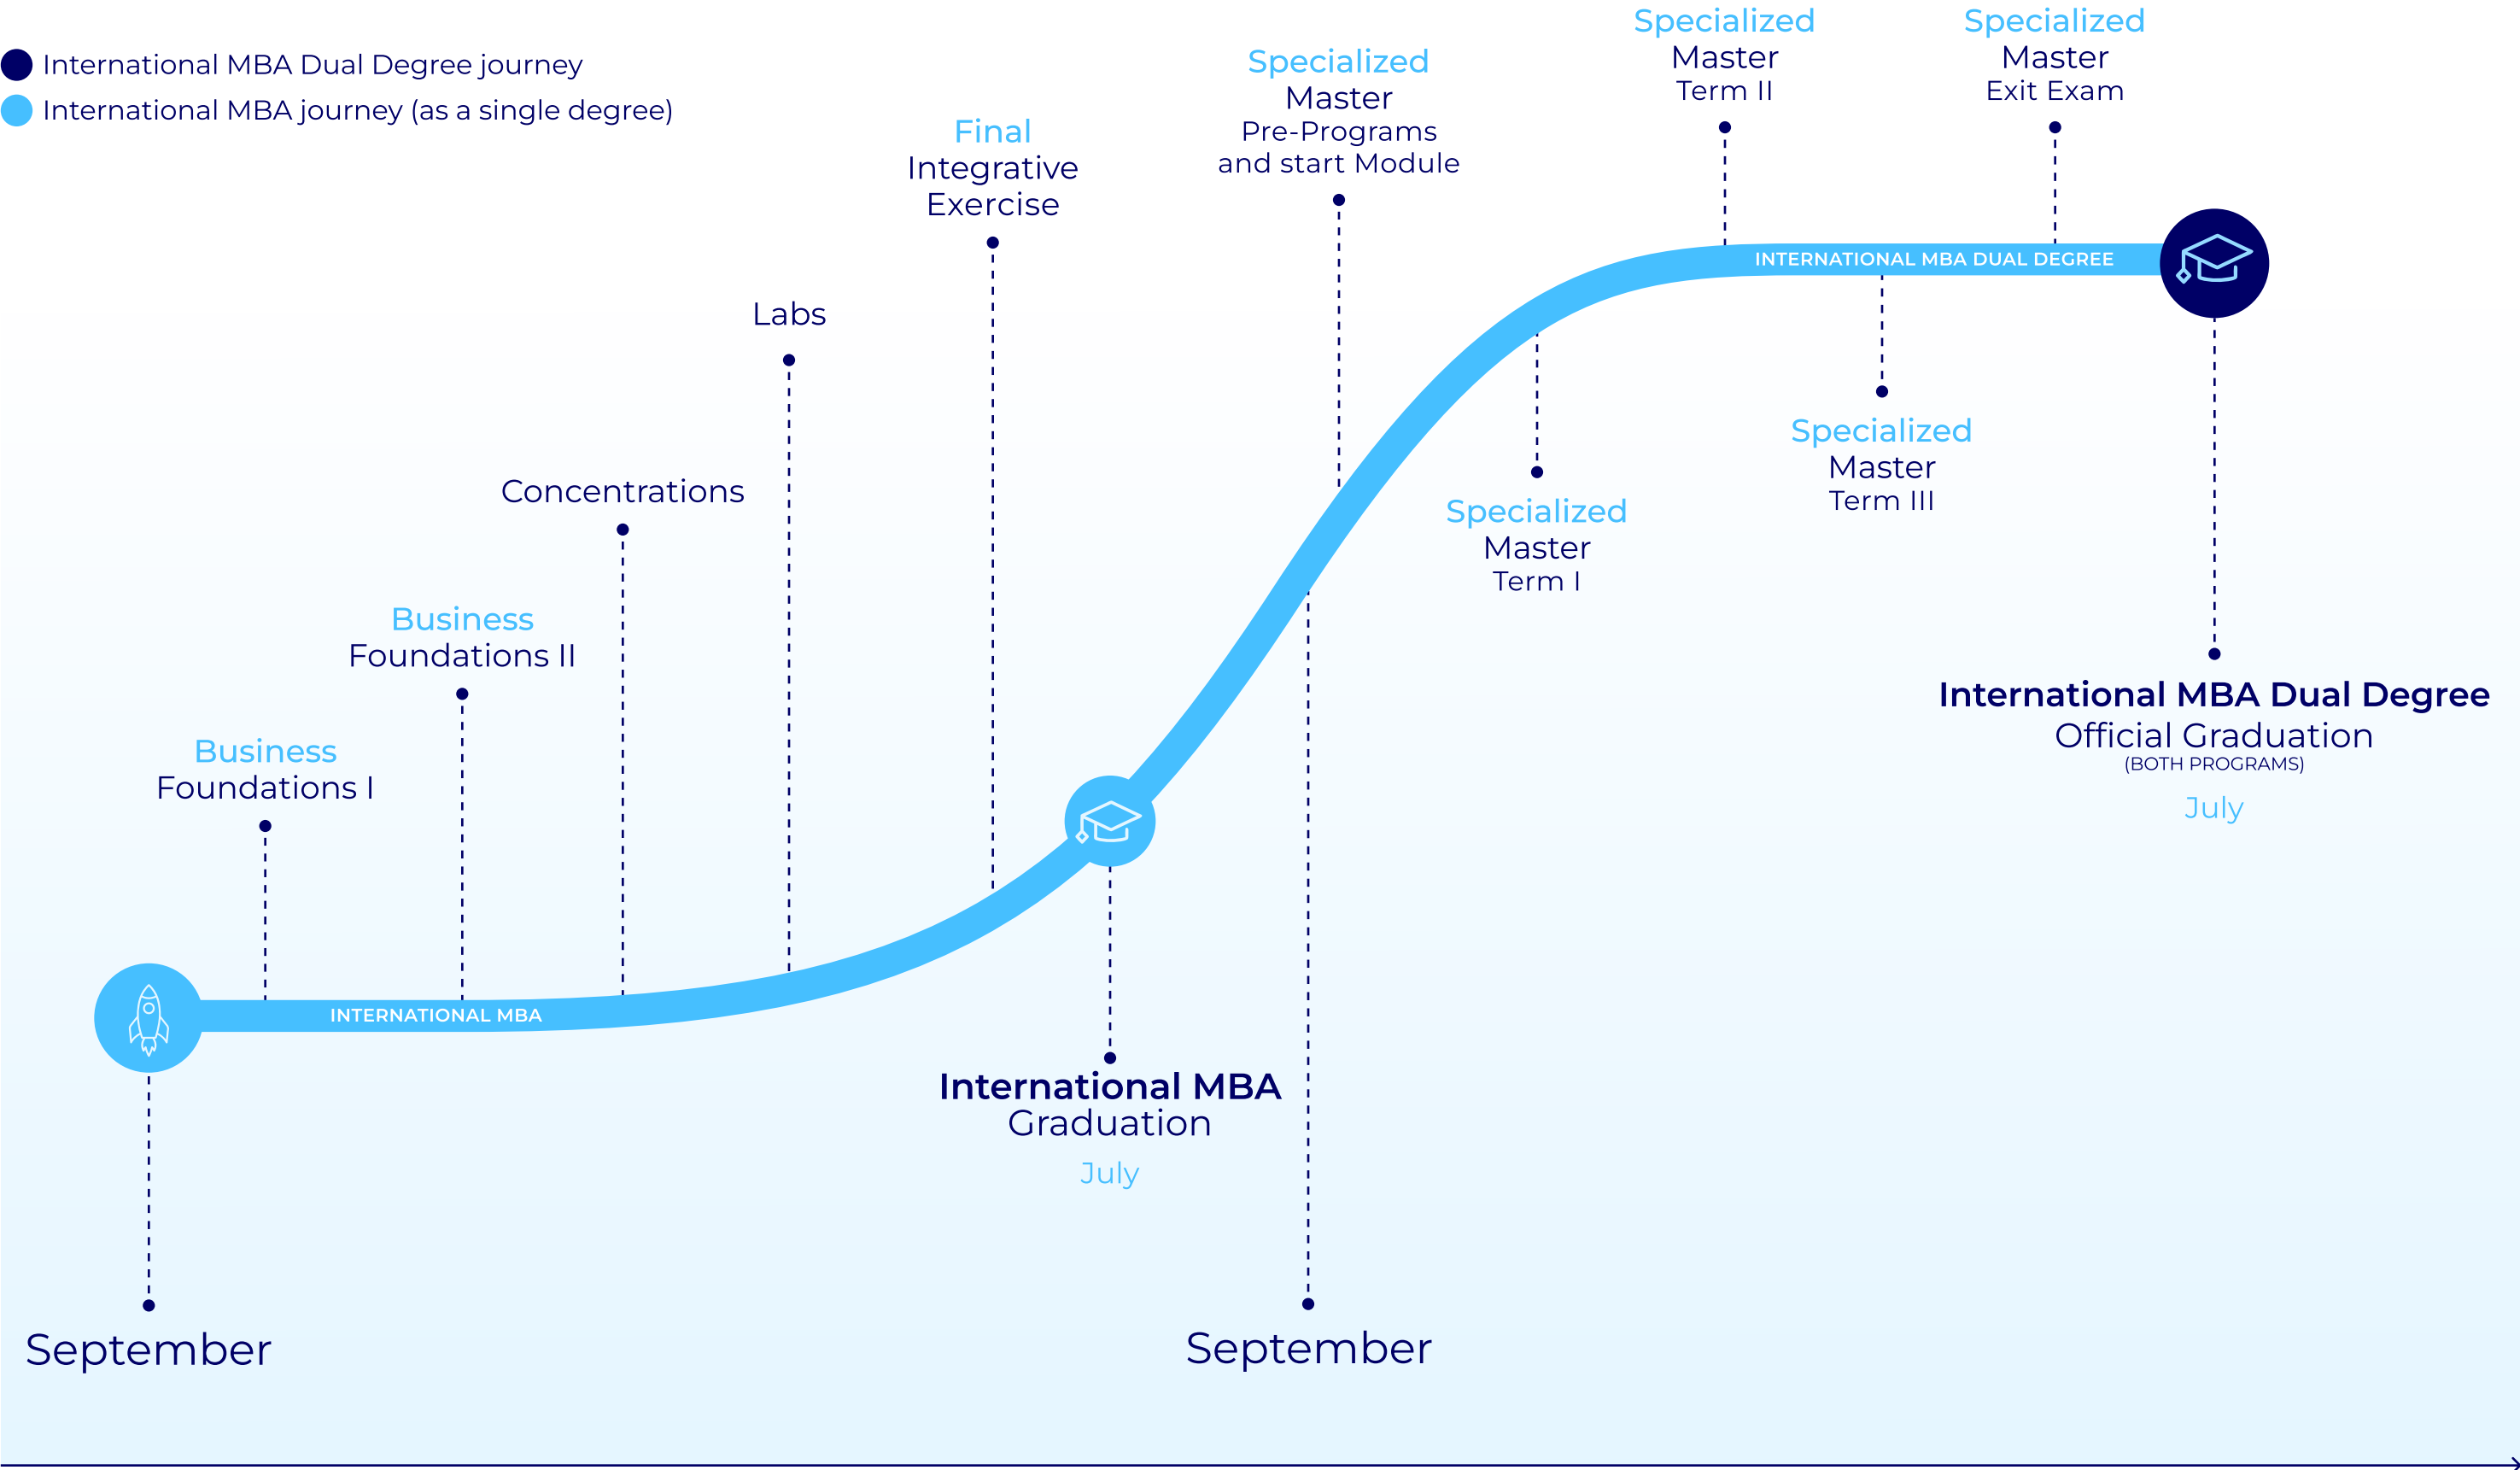 International MBA Dual Degree journey
International MBA journey (as a single degree)
September
Business
Foundations I
INTERNATIONAL MBA
Business
Foundations II
Concentrations
Labs
Final
Integrative
Exercise
International MBA
Graduation
July
September
Specialized
Master
Pre-Programs
and start Module
Specialized
Master
Term I
Specialized
Master
Term II
INTERNATIONAL MBA DUAL DEGREE
Specialized
Master
Term III
Specialized
Master
Exit Exam
International MBA Dual Degree
Official Graduation
(BOTH PROGRAMS)
July